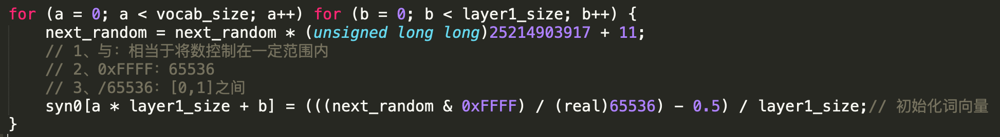 for (a = 0; a < vocab_size; a++) for (b = 0; b < layer1_size; b++) {
    next_random = next_random * (unsigned long long)25214903917 + 11;
    // 1、与：相当于将数控制在一定范围内
    // 2、0xFFFF：65536
    // 3、/65536：[0,1]之间
    syn0[a * layer1_size + b] = (((next_random & 0xFFFF) / (real)65536) - 0.5) / layer1_size;// 初始化词向量
}